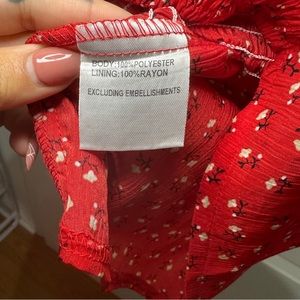 BODY:100%POLYESTER
LINING:100%RAYON
EXCLUDING EMBELLISHMENTS